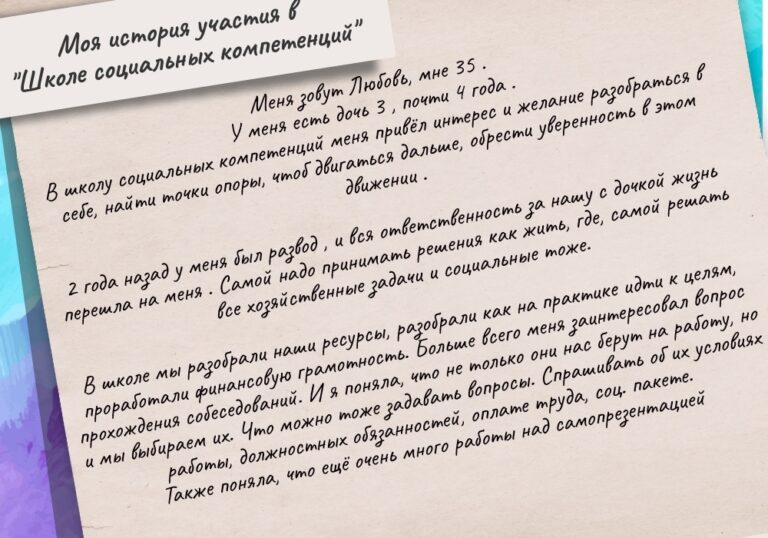 Моя история участия в
"Школе социальных компетенций"
Меня зовут Любовь, мне 35 .
У меня есть дочь 3 , почти 4 года .
В школу социальных компетенций меня привёл интерес и желание разобраться в
себе, найти точки опоры, чтоб двигаться дальше, обрести уверенность в этом
движении .
2 года назад у меня был развод , и вся ответственность за нашу с дочкой жизнь
перешла на меня . Самой надо принимать решения как жить, где, самой решать
все хозяйственные задачи и социальные тоже.
В школе мы разобрали наши ресурсы, разобрали как на практике идти к целям,
проработали финансовую грамотность. Больше всего меня заинтересовал вопрос
прохождения собеседований. И я поняла, что не только они нас берут на работу, но
и мы выбираем их. Что можно тоже задавать вопросы. Спрашивать об их условиях
работы, должностных обязанностей, оплате труда, соц. пакете.
Также поняла, что ещё очень много работы над самопрезентацией